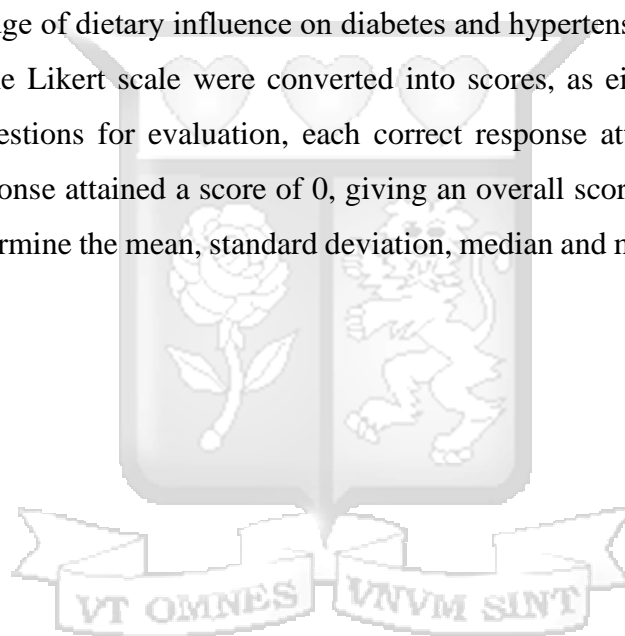 ge of dietary influence on diabetes and hypertens
e Likert scale were converted into scores, as ei
estions for evaluation, each correct response at
onse attained a score of 0, giving an overall scor
ermine the mean, standard deviation, median and
VT OMNES VNVM SINT